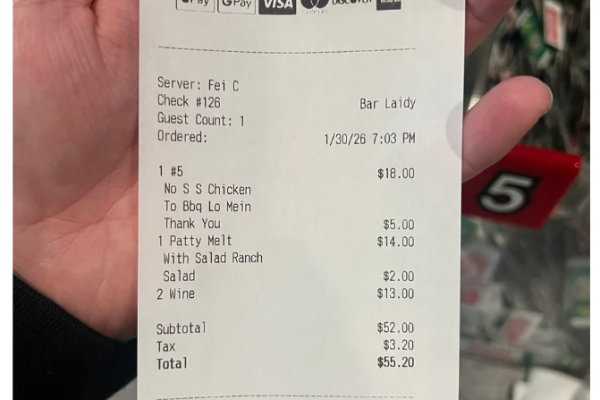 Pay GPay VISA
Server: Fei C
Check #126 Bar Laidy
Guest Count: 1
Ordered: 1/30/26 7:03 PM
1 #5 $18.00
No S S Chicken
To Bbq Lo Mein
Thank You $5.00
1 Patty Melt $14.00
With Salad Ranch
Salad $2.00
2 Wine $13.00
Subtotal $52.00
Tax $3.20
Total $55.20
5